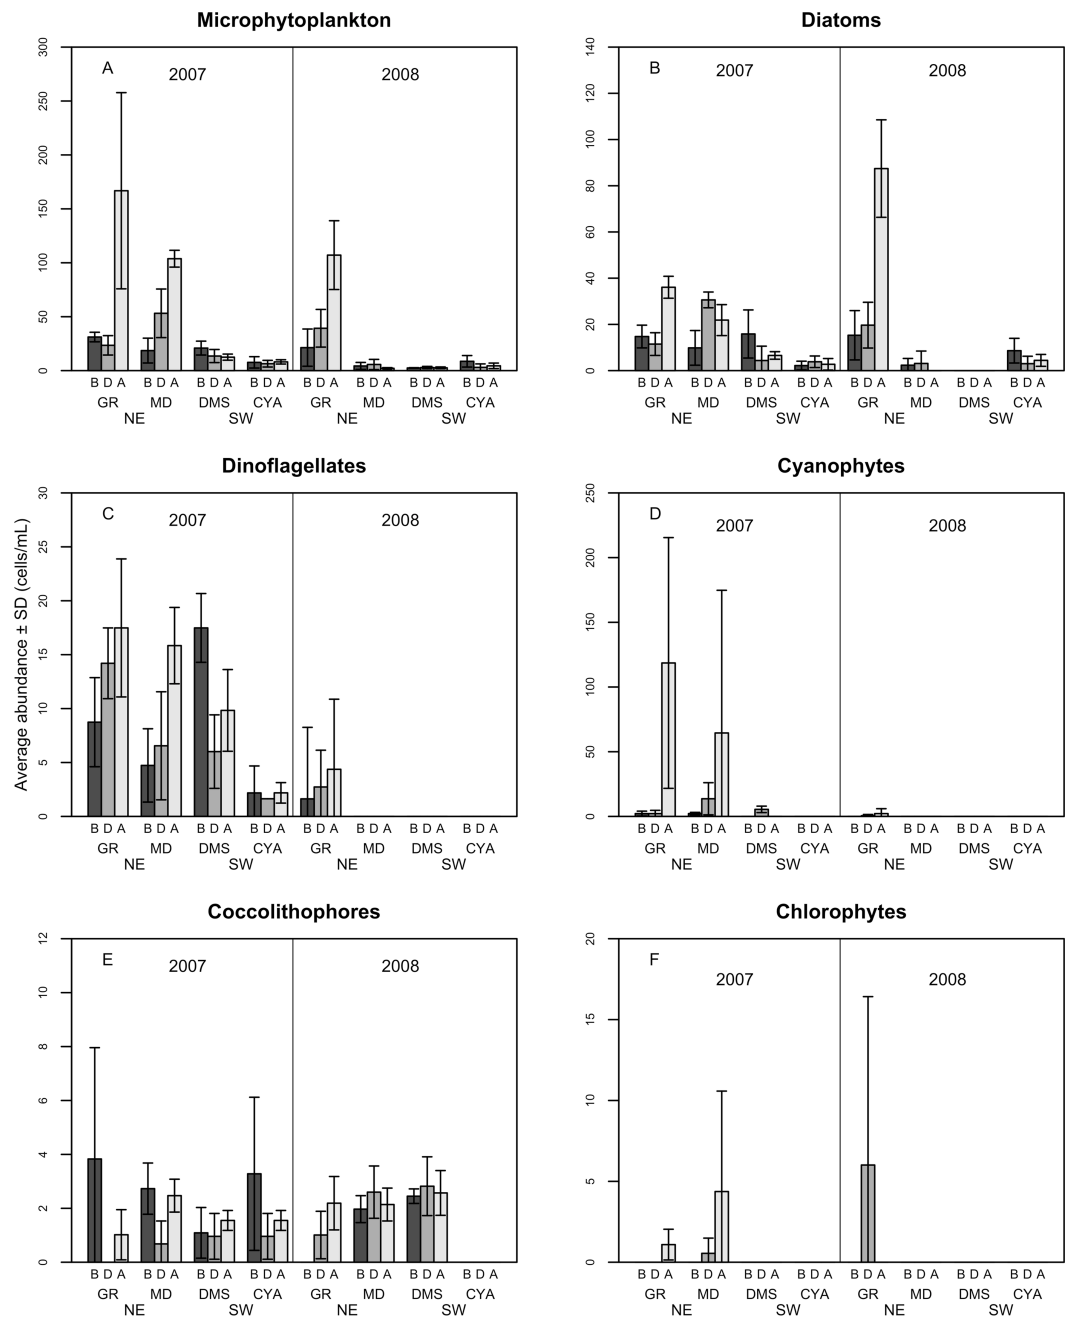 Microphytoplankton
A
2007
2008
300
250
200
150
100
50
0
B D A B D A B D A B D A B D A B D A B D A B D A
GR MD DMS CYA GR MD DMS CYA
NE SW NE SW
Diatoms
B
2007
2008
140
120
100
80
60
40
20
0
B D A B D A B D A B D A B D A B D A B D A B D A
GR MD DMS CYA GR MD DMS CYA
NE SW NE SW
Average abundance ± SD (cells/mL)
Dinoflagellates
C
2007
2008
30
25
20
15
10
5
0
B D A B D A B D A B D A B D A B D A B D A B D A
GR MD DMS CYA GR MD DMS CYA
NE SW NE SW
Cyanophytes
D
2007
2008
250
200
150
100
50
0
B D A B D A B D A B D A B D A B D A B D A B D A
GR MD DMS CYA GR MD DMS CYA
NE SW NE SW
Coccolithophores
E
2007
2008
12
10
8
6
4
2
0
B D A B D A B D A B D A B D A B D A B D A B D A
GR MD DMS CYA GR MD DMS CYA
NE SW NE SW
Chlorophytes
F
2007
2008
20
15
10
5
0
B D A B D A B D A B D A B D A B D A B D A B D A
GR MD DMS CYA GR MD DMS CYA
NE SW NE SW